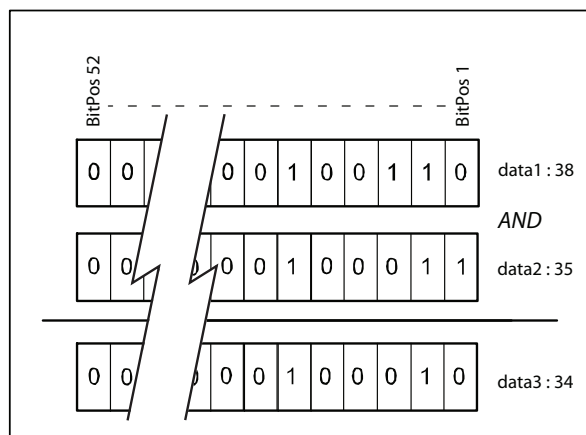 BitPos 52
BitPos 1
0 0 0 0 1 0 0 1 1 0 data1 : 38
AND
0 0 0 0 0 1 0 0 0 1 1 data2 : 35
0 0 0 0 0 1 0 0 0 1 0 data3 : 34